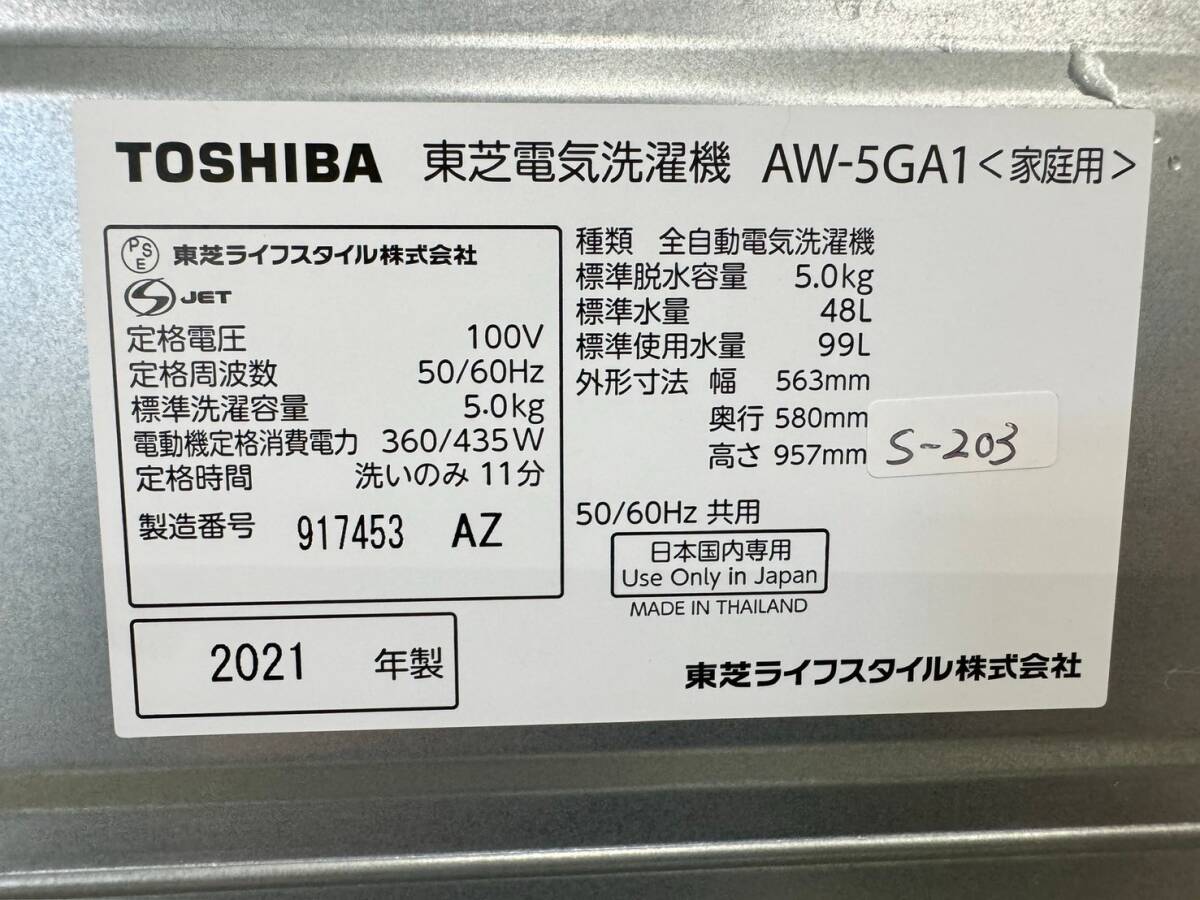 TOSHIBA 東芝電気洗濯機 AW-5GA1<家庭用>
PSE 東芝ライフスタイル株式会社
S JET
定格電圧 100V
定格周波数 50/60Hz
標準洗濯容量 5.0kg
電動機定格消費電力 360/435W
定格時間 洗いのみ 11分
製造番号 917453 AZ
2021 年製
種類 全自動電気洗濯機
標準脱水容量 5.0kg
標準水量 48L
標準使用水量 99L
外形寸法 幅 563mm
奥行 580mm
高さ 957mm
S-203
50/60Hz 共用
日本国内専用
Use Only in Japan
MADE IN THAILAND
東芝ライフスタイル株式会社